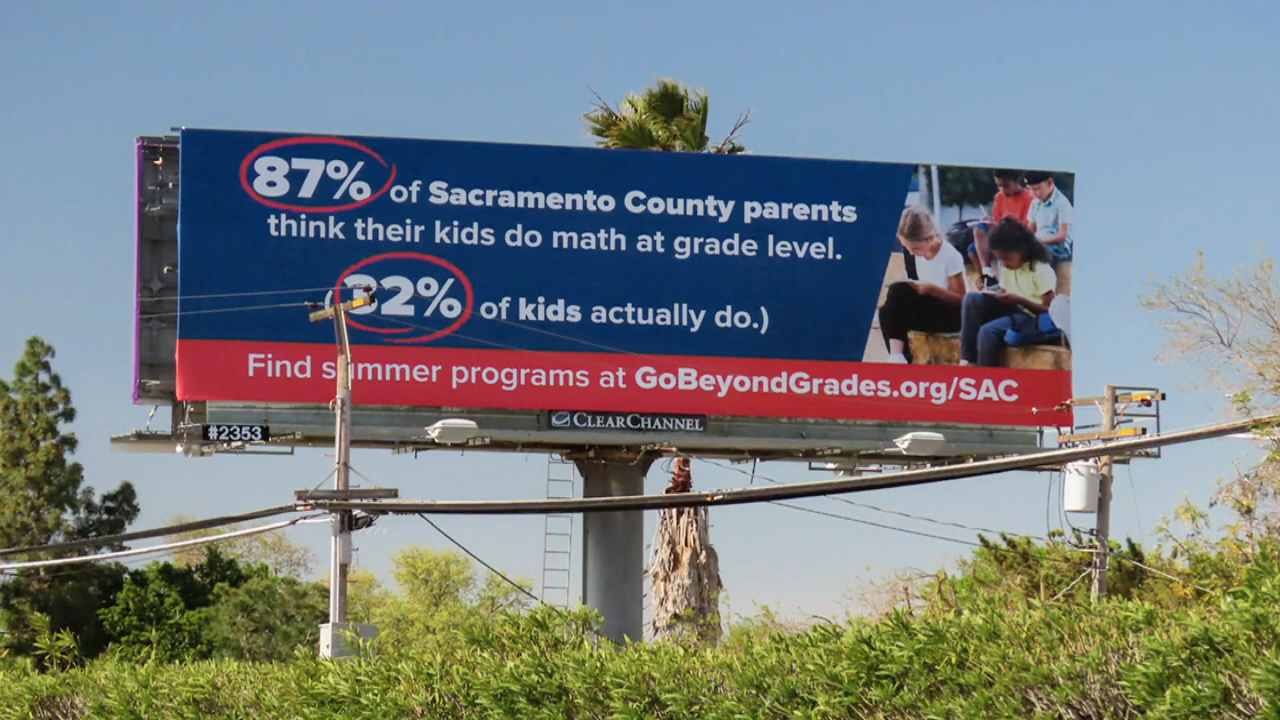 87% of Sacramento County parents
think their kids do math at grade level.
(32% of kids actually do.)
Find summer programs at GoBeyondGrades.org/SAC
#2353
CLEARCHANNEL